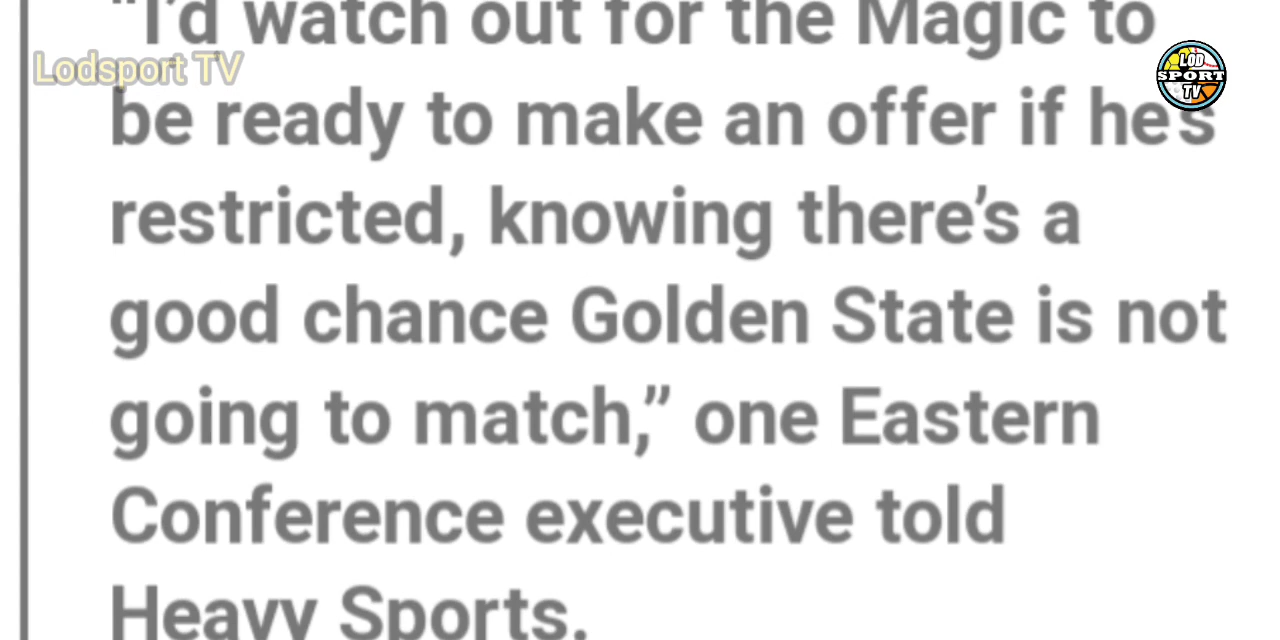 “I’d watch out for the Magic to
Lodsport TV
LOD
SPORT
TV
be ready to make an offer if he’s
restricted, knowing there’s a
good chance Golden State is not
going to match,” one Eastern
Conference executive told
Heavy Sports.